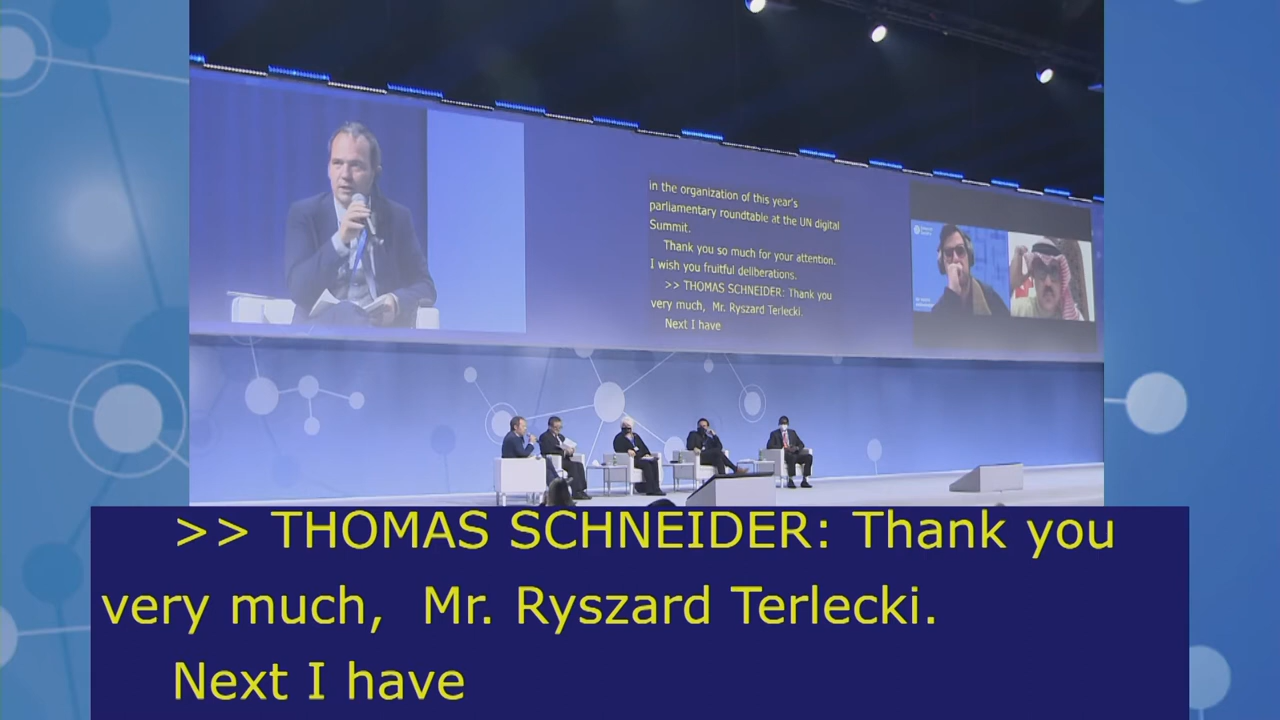 in the organization of this year's
parliamentary roundtable at the UN digital
Summit.
Thank you so much for your attention.
I wish you fruitful deliberations.
>> THOMAS SCHNEIDER: Thank you
very much, Mr. Ryszard Terlecki.
Next I have
>> THOMAS SCHNEIDER: Thank you
very much, Mr. Ryszard Terlecki.
Next I have